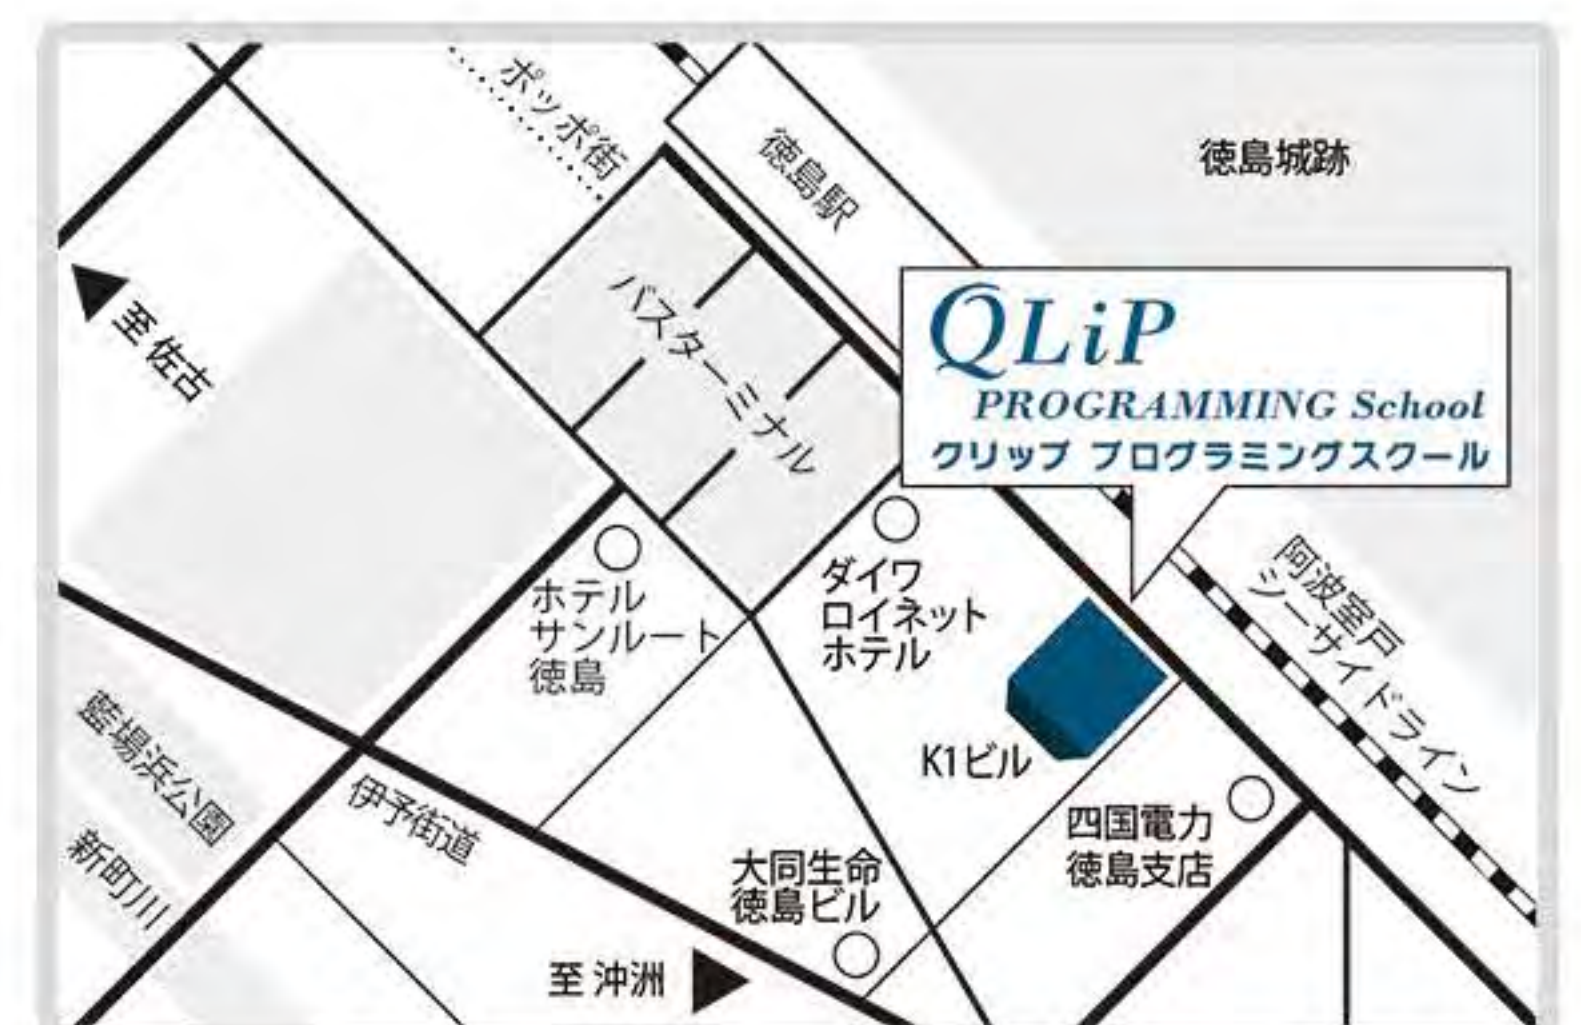 ポッポ街
徳島駅
徳島城跡
至 佐古
バスターミナル
QLiP
PROGRAMMING School
クリップ プログラミングスクール
ホテル
サンルート
徳島
ダイワ
ロイネット
ホテル
阿波室戸
シーサイドライン
K1ビル
藍場浜公園
伊予街道
新町川
四国電力
徳島支店
大同生命
徳島ビル
至 沖洲